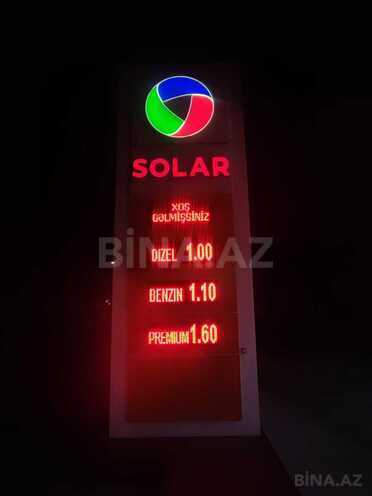 SOLAR
XOŞ
GƏLMİŞSİNİZ
BİNA.AZ
DIZEL 1.00
BENZIN 1.10
PREMIUM 1.60
BİNA.AZ